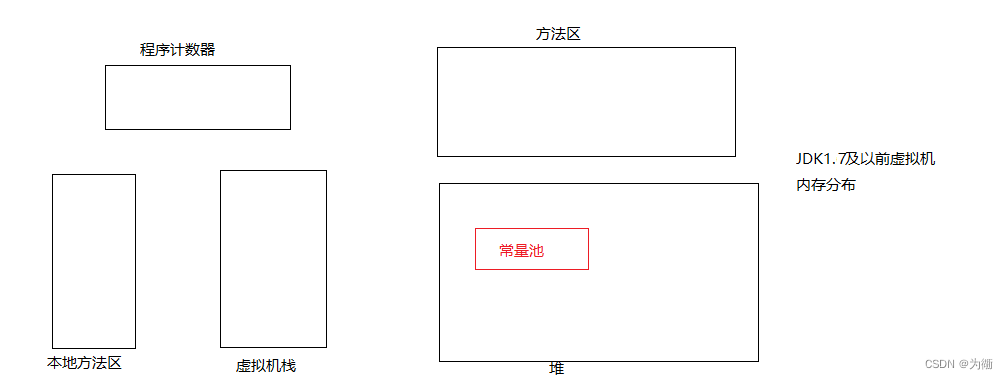 程序计数器
方法区
JDK1.7及以前虚拟机
内存分布
常量池
本地方法区
虚拟机栈
堆
CSDN @为徧